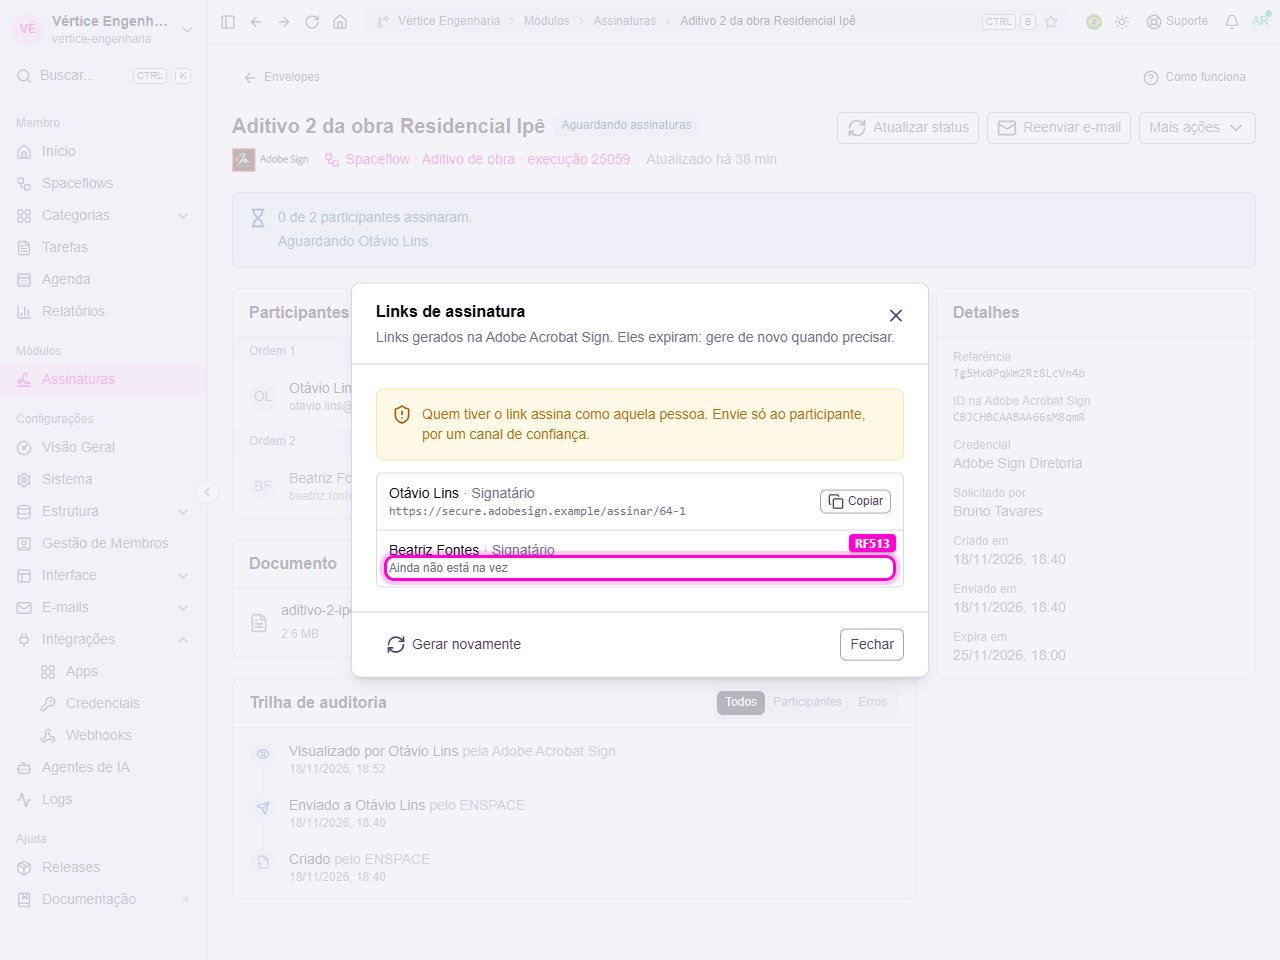 VÉ
Vértice Engenh...
vertice-engenharia
Vértice Engenharia
Módulos
Assinaturas
Aditivo 2 da obra Residencial Ipê
CTRL
B
Suporte
AR
Buscar...
CTRL
K
Membro
Início
Spaceflows
Categorias
Tarefas
Agenda
Relatórios
Módulos
Assinaturas
Configurações
Visão Geral
Sistema
Estrutura
Gestão de Membros
Interface
E-mails
Integrações
Apps
Credenciais
Webhooks
Agentes de IA
Logs
Ajuda
Releases
Documentação
Envelopes
Como funciona
Aditivo 2 da obra Residencial Ipê
Aguardando assinaturas
Atualizar status
Reenviar e-mail
Mais ações
Adobe Sign
Spaceflow · Aditivo de obra · execução 25059
Atualizado há 38 min
0 de 2 participantes assinaram.
Aguardando Otávio Lins.
Participantes
Ordem 1
OL
Otávio Lin
otavio.lins@
Ordem 2
BF
Beatriz Fo
beatriz.fonte
Documento
aditivo-2-ip
2.6 MB
Links de assinatura
Links gerados na Adobe Acrobat Sign. Eles expiram: gere de novo quando precisar.
Quem tiver o link assina como aquela pessoa. Envie só ao participante,
por um canal de confiança.
Otávio Lins · Signatário
https://secure.adobesign.example/assinar/64-1
Copiar
Beatriz Fontes · Signatário
RF513
Ainda não está na vez
Gerar novamente
Fechar
Trilha de auditoria
Todos
Participantes
Erros
Visualizado por Otávio Lins pela Adobe Acrobat Sign
18/11/2026, 18:52
Enviado a Otávio Lins pelo ENSPACE
18/11/2026, 18:40
Criado pelo ENSPACE
18/11/2026, 18:40
Detalhes
Referência
Tg5Hx0PqWm2Rz8LcVn4b
ID na Adobe Acrobat Sign
CBJCHBCAABAA66sM8qmR
Credencial
Adobe Sign Diretoria
Solicitado por
Bruno Tavares
Criado em
18/11/2026, 18:40
Enviado em
18/11/2026, 18:40
Expira em
25/11/2026, 18:00